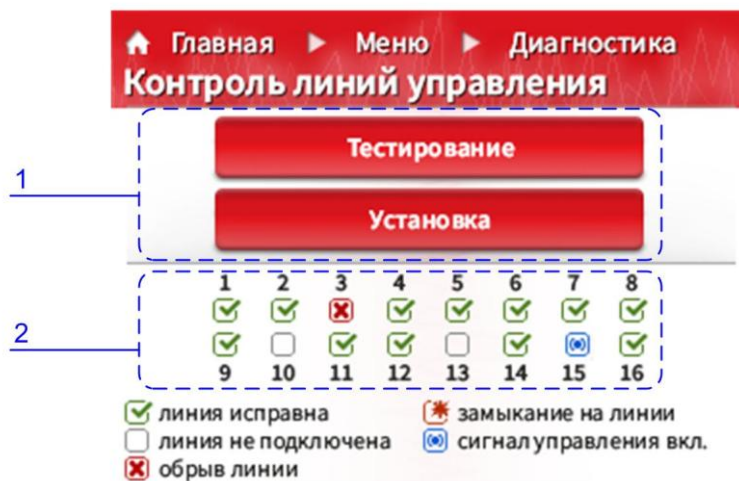 Главная Меню Диагностика
Контроль линий управления
1
Тестирование
Установка
2
1 2 3 4 5 6 7 8
9 10 11 12 13 14 15 16
линия исправна замыкание на линии
линия не подключена сигнал управления вкл.
обрыв линии